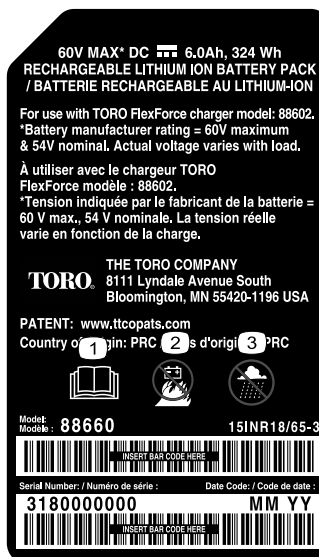 60V MAX* DC 6.0Ah, 324 Wh
RECHARGEABLE LITHIUM ION BATTERY PACK
/ BATTERIE RECHARGEABLE AU LITHIUM-ION
For use with TORO FlexForce charger model: 88602.
*Battery manufacturer rating = 60V maximum
& 54V nominal. Actual voltage varies with load.
À utiliser avec le chargeur TORO
FlexForce modèle : 88602.
*Tension indiquée par le fabricant de la batterie =
60 V max., 54 V nominale. La tension réelle
varie en fonction de la charge.
TORO.
THE TORO COMPANY
8111 Lyndale Avenue South
Bloomington, MN 55420-1196 USA
PATENT: www.ttcopats.com
Country of gin: PRC s d'origi PRC
1 2 3
Model:
Modèle : 88660 15INR18/65-3
INSERT BAR CODE HERE
Serial Number: / Numéro de série : Date Code: / Code de date :
3180000000 MM YY
INSERT BAR CODE HERE